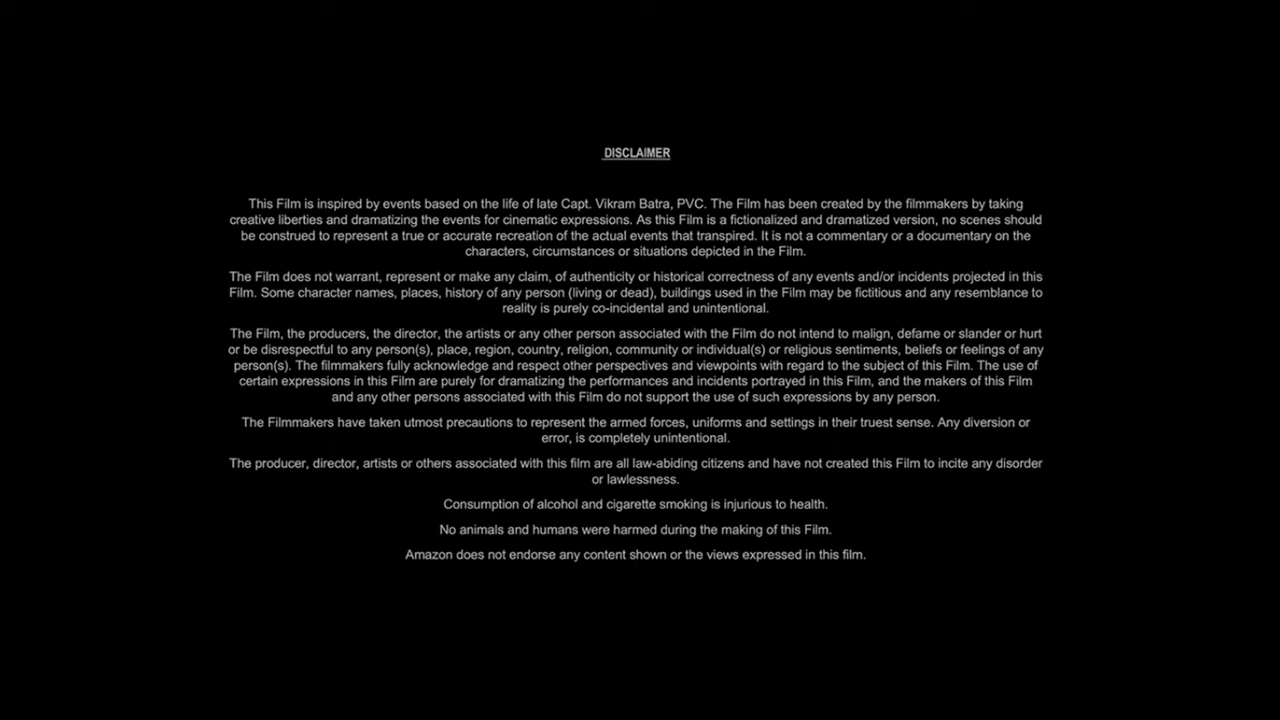 DISCLAIMER
This Film is inspired by events based on the life of late Capt. Vikram Batra, PVC. The Film has been created by the filmmakers by taking
creative liberties and dramatizing the events for cinematic expressions. As this Film is a fictionalized and dramatized version, no scenes should
be construed to represent a true or accurate recreation of the actual events that transpired. It is not a commentary or a documentary on the
characters, circumstances or situations depicted in the Film.
The Film does not warrant, represent or make any claim, of authenticity or historical correctness of any events and/or incidents projected in this
Film. Some character names, places, history of any person (living or dead), buildings used in the Film may be fictitious and any resemblance to
reality is purely co-incidental and unintentional.
The Film, the producers, the director, the artists or any other person associated with the Film do not intend to malign, defame or slander or hurt
or be disrespectful to any person(s), place, region, country, religion, community or individual(s) or religious sentiments, beliefs or feelings of any
person(s). The filmmakers fully acknowledge and respect other perspectives and viewpoints with regard to the subject of this Film. The use of
certain expressions in this Film are purely for dramatizing the performances and incidents portrayed in this Film, and the makers of this Film
and any other persons associated with this Film do not support the use of such expressions by any person.
The Filmmakers have taken utmost precautions to represent the armed forces, uniforms and settings in their truest sense. Any diversion or
error, is completely unintentional.
The producer, director, artists or others associated with this film are all law-abiding citizens and have not created this Film to incite any disorder
or lawlessness.
Consumption of alcohol and cigarette smoking is injurious to health.
No animals and humans were harmed during the making of this Film.
Amazon does not endorse any content shown or the views expressed in this film.